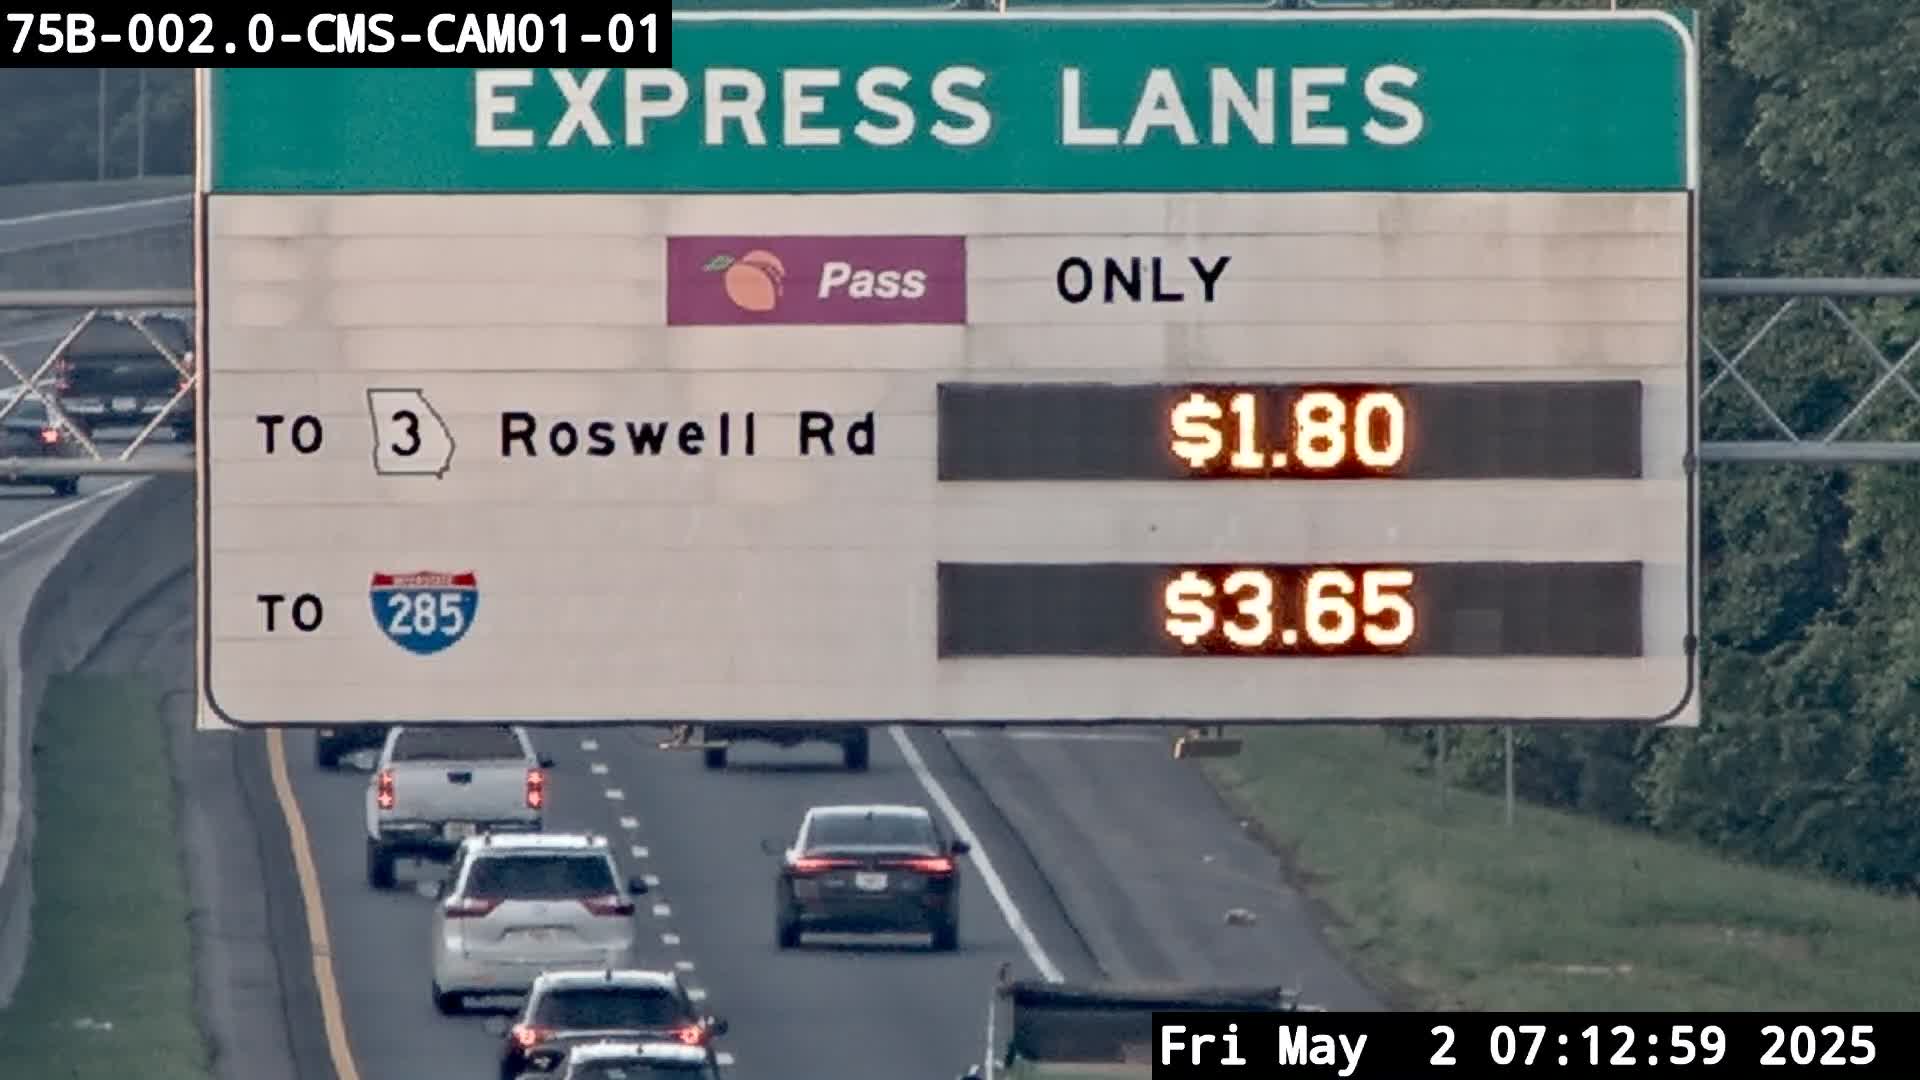 75B-002.0-CMS-CAM01-01
EXPRESS LANES
Pass ONLY
TO 3 Roswell Rd $1.80
INTERSTATE
TO 285 $3.65
Fri May 2 07:12:59 2025